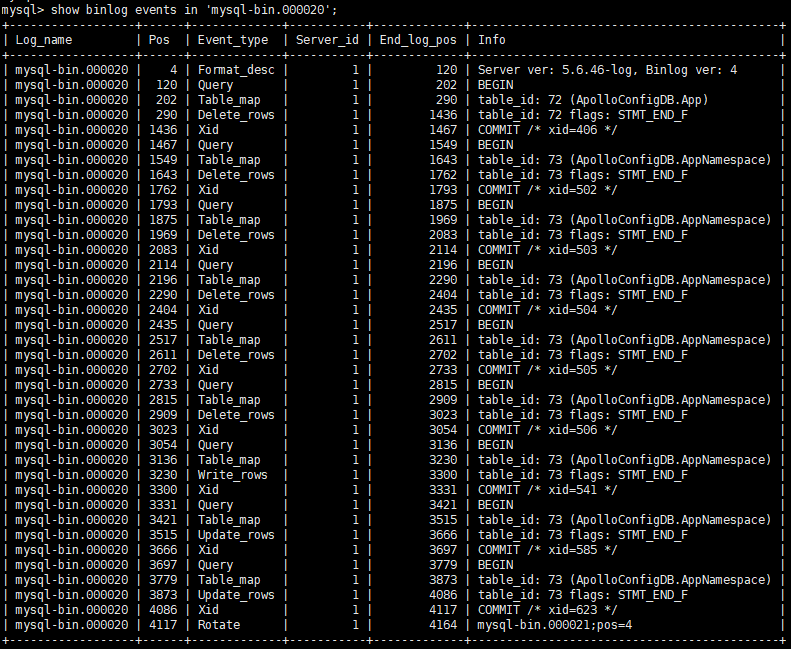 mysql> show binlog events in 'mysql-bin.000020';
+------------------+------+-------------+-----------+-------------+-----------------------------------------+
| Log_name | Pos | Event_type | Server_id | End_log_pos | Info |
+------------------+------+-------------+-----------+-------------+-----------------------------------------+
| mysql-bin.000020 | 4 | Format_desc | 1 | 120 | Server ver: 5.6.46-log, Binlog ver: 4 |
| mysql-bin.000020 | 120 | Query | 1 | 202 | BEGIN |
| mysql-bin.000020 | 202 | Table_map | 1 | 290 | table_id: 72 (ApolloConfigDB.App) |
| mysql-bin.000020 | 290 | Delete_rows | 1 | 1436 | table_id: 72 flags: STMT_END_F |
| mysql-bin.000020 | 1436 | Xid | 1 | 1467 | COMMIT /* xid=406 */ |
| mysql-bin.000020 | 1467 | Query | 1 | 1549 | BEGIN |
| mysql-bin.000020 | 1549 | Table_map | 1 | 1643 | table_id: 73 (ApolloConfigDB.AppNamespace) |
| mysql-bin.000020 | 1643 | Delete_rows | 1 | 1762 | table_id: 73 flags: STMT_END_F |
| mysql-bin.000020 | 1762 | Xid | 1 | 1793 | COMMIT /* xid=502 */ |
| mysql-bin.000020 | 1793 | Query | 1 | 1875 | BEGIN |
| mysql-bin.000020 | 1875 | Table_map | 1 | 1969 | table_id: 73 (ApolloConfigDB.AppNamespace) |
| mysql-bin.000020 | 1969 | Delete_rows | 1 | 2083 | table_id: 73 flags: STMT_END_F |
| mysql-bin.000020 | 2083 | Xid | 1 | 2114 | COMMIT /* xid=503 */ |
| mysql-bin.000020 | 2114 | Query | 1 | 2196 | BEGIN |
| mysql-bin.000020 | 2196 | Table_map | 1 | 2290 | table_id: 73 (ApolloConfigDB.AppNamespace) |
| mysql-bin.000020 | 2290 | Delete_rows | 1 | 2404 | table_id: 73 flags: STMT_END_F |
| mysql-bin.000020 | 2404 | Xid | 1 | 2435 | COMMIT /* xid=504 */ |
| mysql-bin.000020 | 2435 | Query | 1 | 2517 | BEGIN |
| mysql-bin.000020 | 2517 | Table_map | 1 | 2611 | table_id: 73 (ApolloConfigDB.AppNamespace) |
| mysql-bin.000020 | 2611 | Delete_rows | 1 | 2702 | table_id: 73 flags: STMT_END_F |
| mysql-bin.000020 | 2702 | Xid | 1 | 2733 | COMMIT /* xid=505 */ |
| mysql-bin.000020 | 2733 | Query | 1 | 2815 | BEGIN |
| mysql-bin.000020 | 2815 | Table_map | 1 | 2909 | table_id: 73 (ApolloConfigDB.AppNamespace) |
| mysql-bin.000020 | 2909 | Delete_rows | 1 | 3023 | table_id: 73 flags: STMT_END_F |
| mysql-bin.000020 | 3023 | Xid | 1 | 3054 | COMMIT /* xid=506 */ |
| mysql-bin.000020 | 3054 | Query | 1 | 3136 | BEGIN |
| mysql-bin.000020 | 3136 | Table_map | 1 | 3230 | table_id: 73 (ApolloConfigDB.AppNamespace) |
| mysql-bin.000020 | 3230 | Write_rows | 1 | 3300 | table_id: 73 flags: STMT_END_F |
| mysql-bin.000020 | 3300 | Xid | 1 | 3331 | COMMIT /* xid=541 */ |
| mysql-bin.000020 | 3331 | Query | 1 | 3421 | BEGIN |
| mysql-bin.000020 | 3421 | Table_map | 1 | 3515 | table_id: 73 (ApolloConfigDB.AppNamespace) |
| mysql-bin.000020 | 3515 | Update_rows | 1 | 3666 | table_id: 73 flags: STMT_END_F |
| mysql-bin.000020 | 3666 | Xid | 1 | 3697 | COMMIT /* xid=585 */ |
| mysql-bin.000020 | 3697 | Query | 1 | 3779 | BEGIN |
| mysql-bin.000020 | 3779 | Table_map | 1 | 3873 | table_id: 73 (ApolloConfigDB.AppNamespace) |
| mysql-bin.000020 | 3873 | Update_rows | 1 | 4086 | table_id: 73 flags: STMT_END_F |
| mysql-bin.000020 | 4086 | Xid | 1 | 4117 | COMMIT /* xid=623 */ |
| mysql-bin.000020 | 4117 | Rotate | 1 | 4164 | mysql-bin.000021;pos=4 |
+------------------+------+-------------+-----------+-------------+-----------------------------------------+